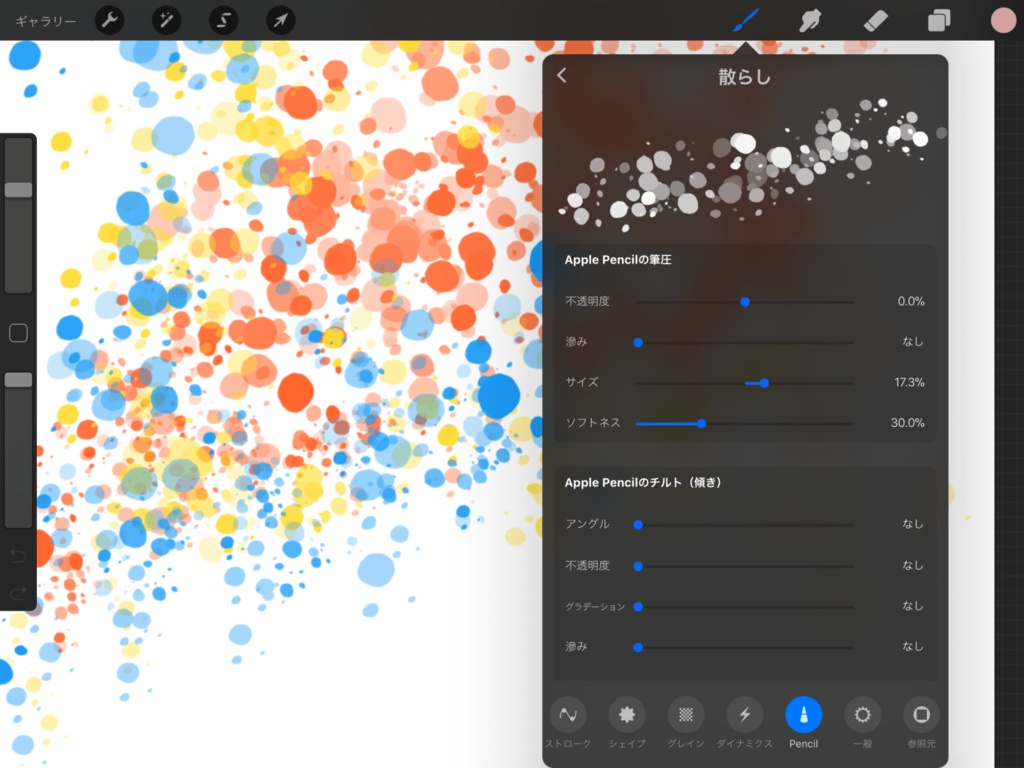 ギャラリー
散らし
Apple Pencilの筆圧
不透明度 0.0%
滲み なし
サイズ 17.3%
ソフトネス 30.0%
Apple Pencilのチルト（傾き）
アングル なし
不透明度 なし
グラデーション なし
滲み なし
ストローク シェイプ グレイン ダイナミクス Pencil 一般 参照元